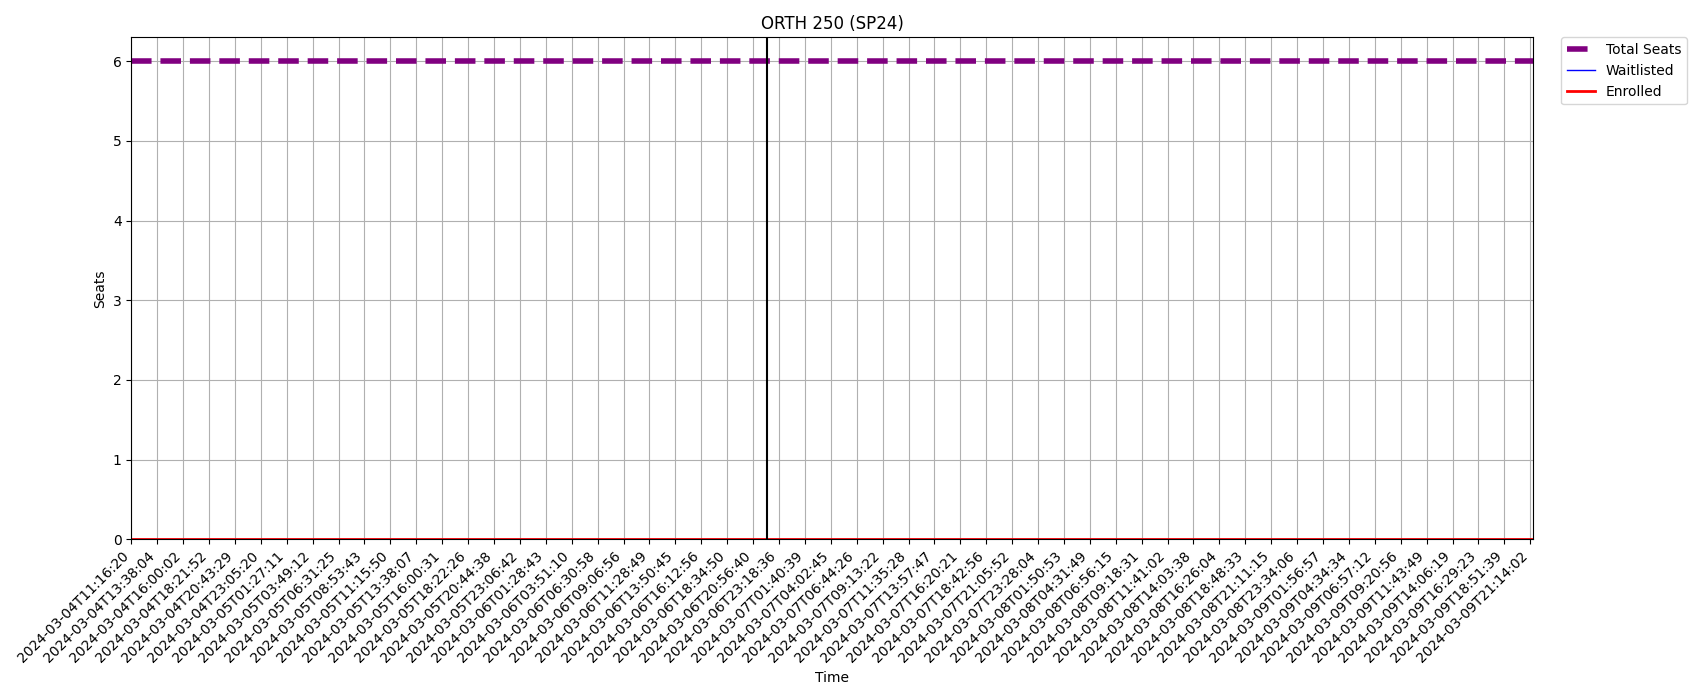 ORTH 250 (SP24)
Total Seats
Waitlisted
Enrolled
Seats
6
5
4
3
2
1
0
2024-03-04T11:16:20
2024-03-04T13:38:04
2024-03-04T16:00:02
2024-03-04T18:21:52
2024-03-04T20:43:29
2024-03-04T23:05:20
2024-03-05T01:27:11
2024-03-05T03:49:12
2024-03-05T06:31:25
2024-03-05T08:53:43
2024-03-05T11:15:50
2024-03-05T13:38:07
2024-03-05T16:00:31
2024-03-05T18:22:26
2024-03-05T20:44:38
2024-03-05T23:06:42
2024-03-06T01:28:43
2024-03-06T03:51:10
2024-03-06T06:30:58
2024-03-06T09:06:56
2024-03-06T11:28:49
2024-03-06T13:50:45
2024-03-06T16:12:56
2024-03-06T18:34:50
2024-03-06T20:56:40
2024-03-06T23:18:36
2024-03-07T01:40:39
2024-03-07T04:02:45
2024-03-07T06:44:26
2024-03-07T09:13:22
2024-03-07T11:35:28
2024-03-07T13:57:47
2024-03-07T16:20:21
2024-03-07T18:42:56
2024-03-07T21:05:52
2024-03-07T23:28:04
2024-03-08T01:50:53
2024-03-08T04:31:49
2024-03-08T06:56:15
2024-03-08T09:18:31
2024-03-08T11:41:02
2024-03-08T14:03:38
2024-03-08T16:26:04
2024-03-08T18:48:33
2024-03-08T21:11:15
2024-03-08T23:34:06
2024-03-09T01:56:57
2024-03-09T04:34:34
2024-03-09T06:57:12
2024-03-09T09:20:56
2024-03-09T11:43:49
2024-03-09T14:06:19
2024-03-09T16:29:23
2024-03-09T18:51:39
2024-03-09T21:14:02
Time